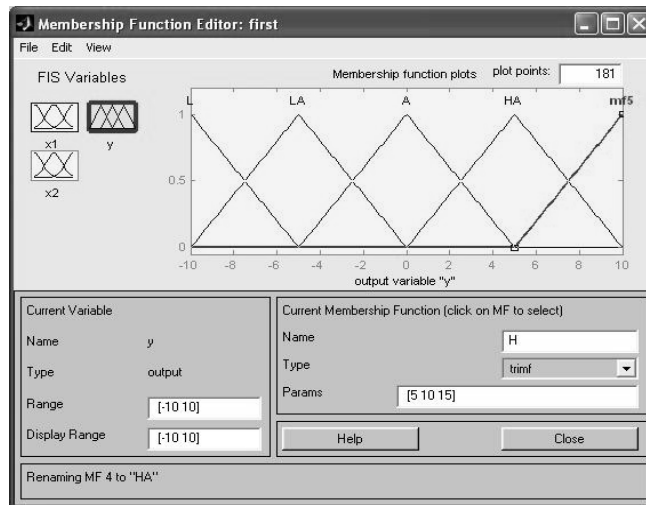 Membership Function Editor: first
File Edit View
FIS Variables
Membership function plots plot points: 181
L LA A HA mf5
1
0.5
0
x1 y
x2
-10 -8 -6 -4 -2 0 2 4 6 8 10
output variable "y"
Current Variable
Name y
Type output
Range [-10 10]
Display Range [-10 10]
Current Membership Function (click on MF to select)
Name H
Type trimf
Params [5 10 15]
Help Close
Renaming MF 4 to "HA"